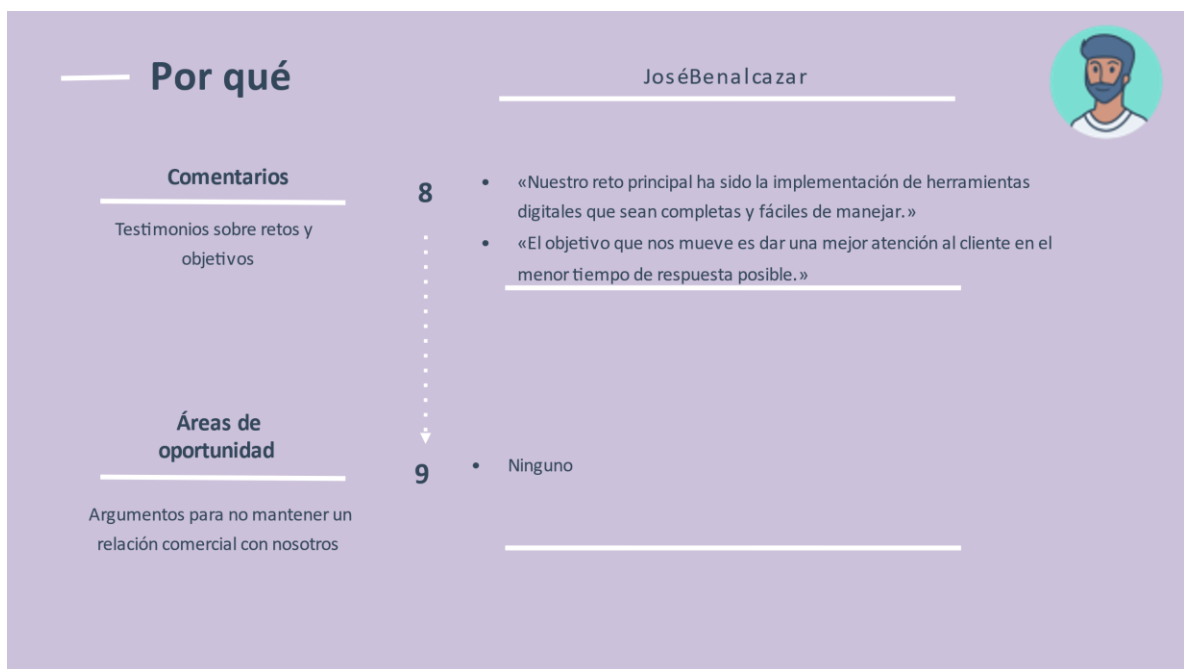 Por qué
JoséBenalcazar
Comentarios
Testimonios sobre retos y
objetivos
8
• «Nuestro reto principal ha sido la implementación de herramientas
digitales que sean completas y fáciles de manejar.»
• «El objetivo que nos mueve es dar una mejor atención al cliente en el
menor tiempo de respuesta posible.»
Áreas de
oportunidad
Argumentos para no mantener un
relación comercial con nosotros
9
• Ninguno